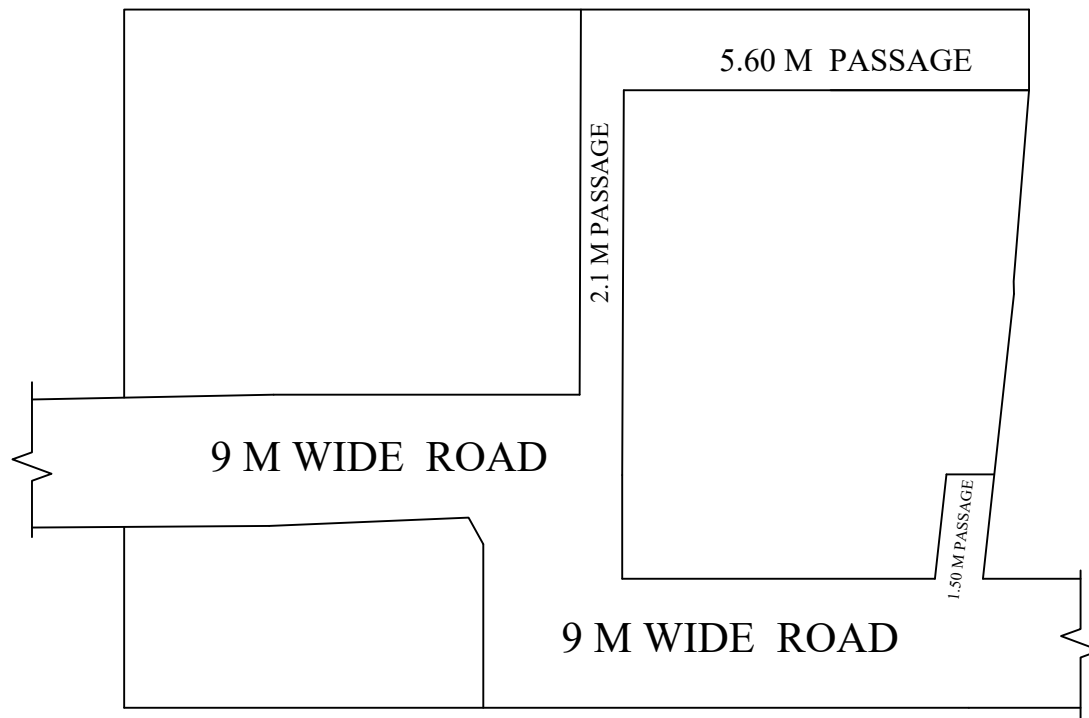 5.60 M PASSAGE
2.1 M PASSAGE
9 M WIDE ROAD
1.50 M PASSAGE
9 M WIDE ROAD